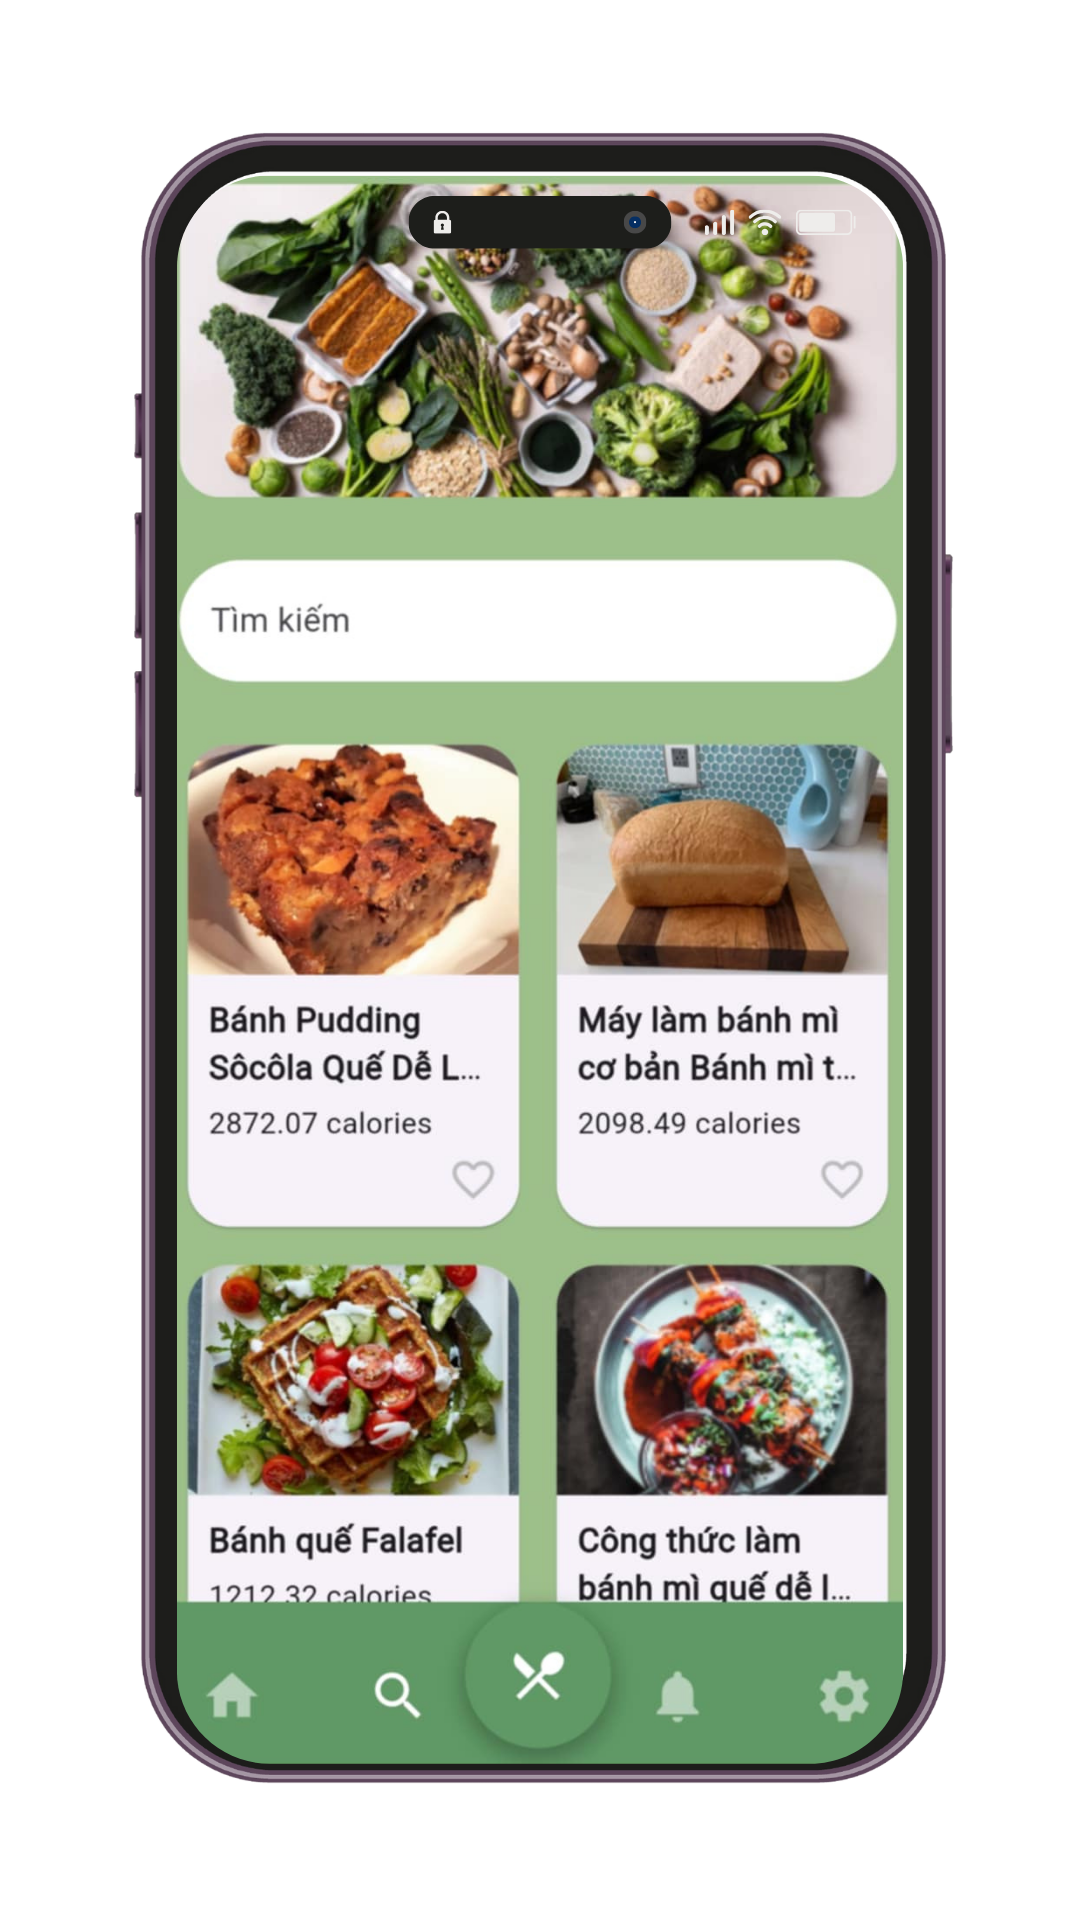 Tìm kiếm
Bánh Pudding
Sôcôla Quế Dễ L...
2872.07 calories
Máy làm bánh mì
cơ bản Bánh mì t...
2098.49 calories
Bánh quế Falafel
1212.32 calories
Công thức làm
bánh mì quế dễ l...